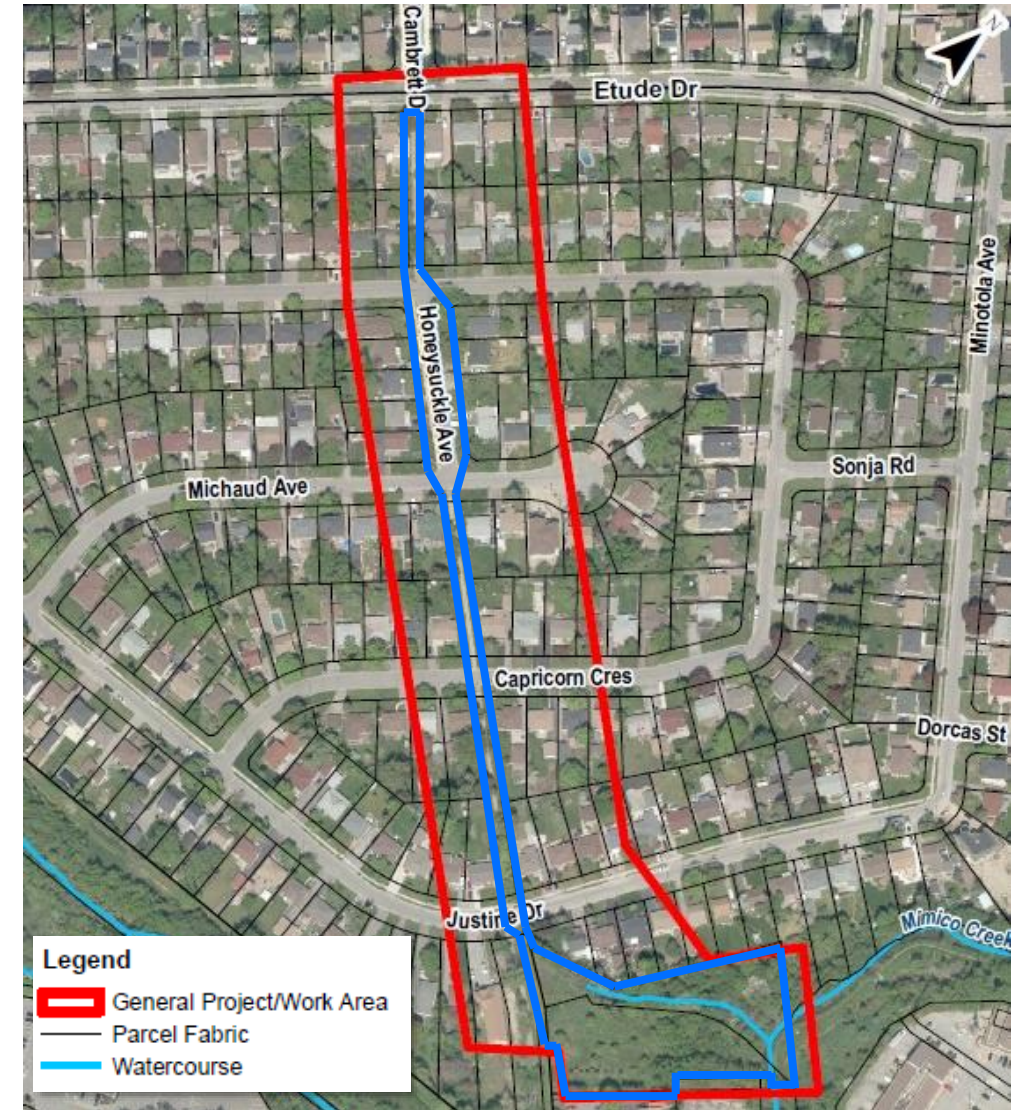 Cambrett D
N
Etude Dr
Minotola Ave
Honeysuckle Ave
Sonja Rd
Michaud Ave
Capricorn Cres
Dorcas St
Justine Dr
Mimico Creek
Legend
General Project/Work Area
Parcel Fabric
Watercourse